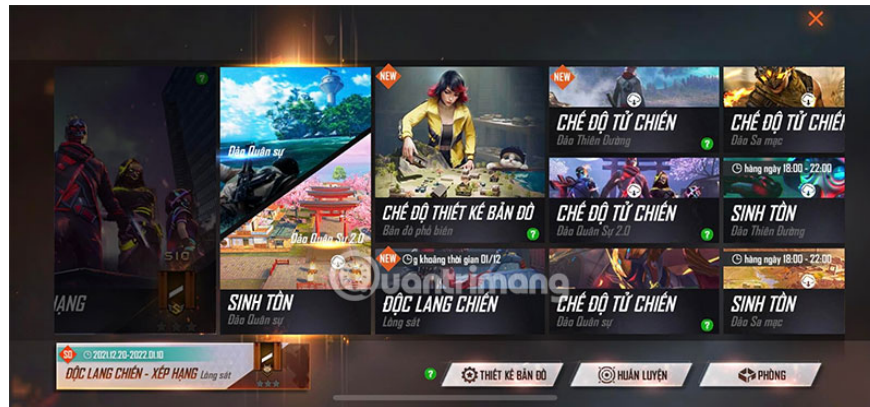 S10
HẠNG
Đảo Quân sự
Đảo Quân Sự 2.0
SINH TỒN
Đảo Quân sự
NEW
CHẾ ĐỘ THIẾT KẾ BẢN ĐỒ
Bản đồ phổ biến
NEW
g khoảng thời gian 01/12
ĐỘC LANG CHIẾN
Lòng sắt
NEW
CHẾ ĐỘ TỬ CHIẾN
Đảo Thiên Đường
CHẾ ĐỘ TỬ CHIẾN
Đảo Quân Sự 2.0
CHẾ ĐỘ TỬ CHIẾN
Đảo Quân sự
CHẾ ĐỘ TỬ CHIẾ
Đảo Sa mạc
hàng ngày 18:00 - 22:00
SINH TỒN
Đảo Thiên Đường
hàng ngày 18:00 - 22:00
SINH TỒN
Đảo Sa mạc
Quantrimang
S0
2021.12.20-2022.01.10
ĐỘC LANG CHIẾN - XẾP HẠNG Lòng sắt
THIẾT KẾ BẢN ĐỒ
HUẤN LUYỆN
PHÒNG